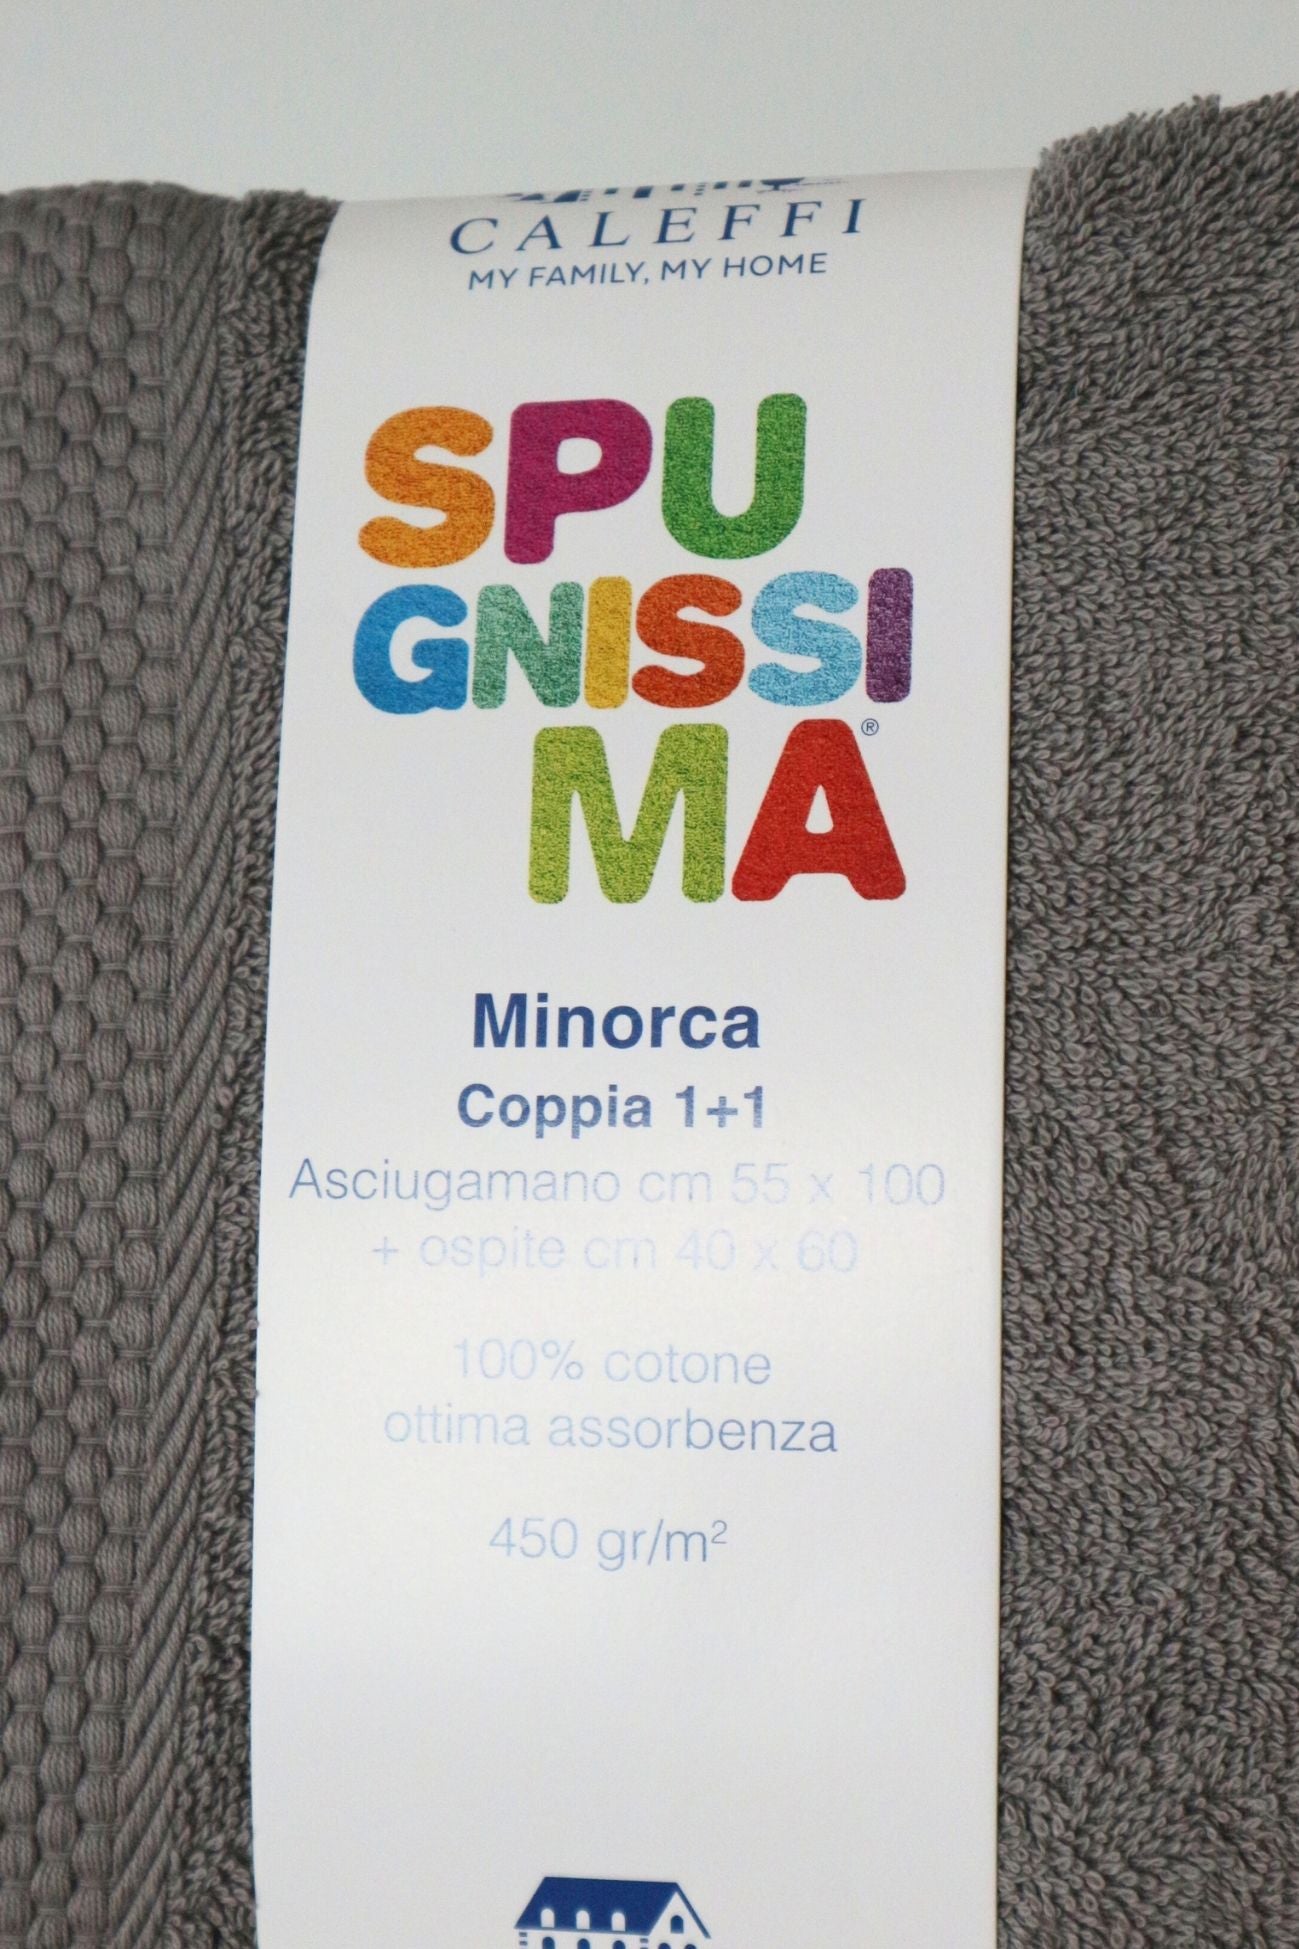 CALEFFI
MY FAMILY, MY HOME
SPU
GNISSI
MA®
Minorca
Coppia 1+1
Asciugamano cm 55 x 100
+ ospite cm 40 x 60
100% cotone
ottima assorbenza
450 gr/m²